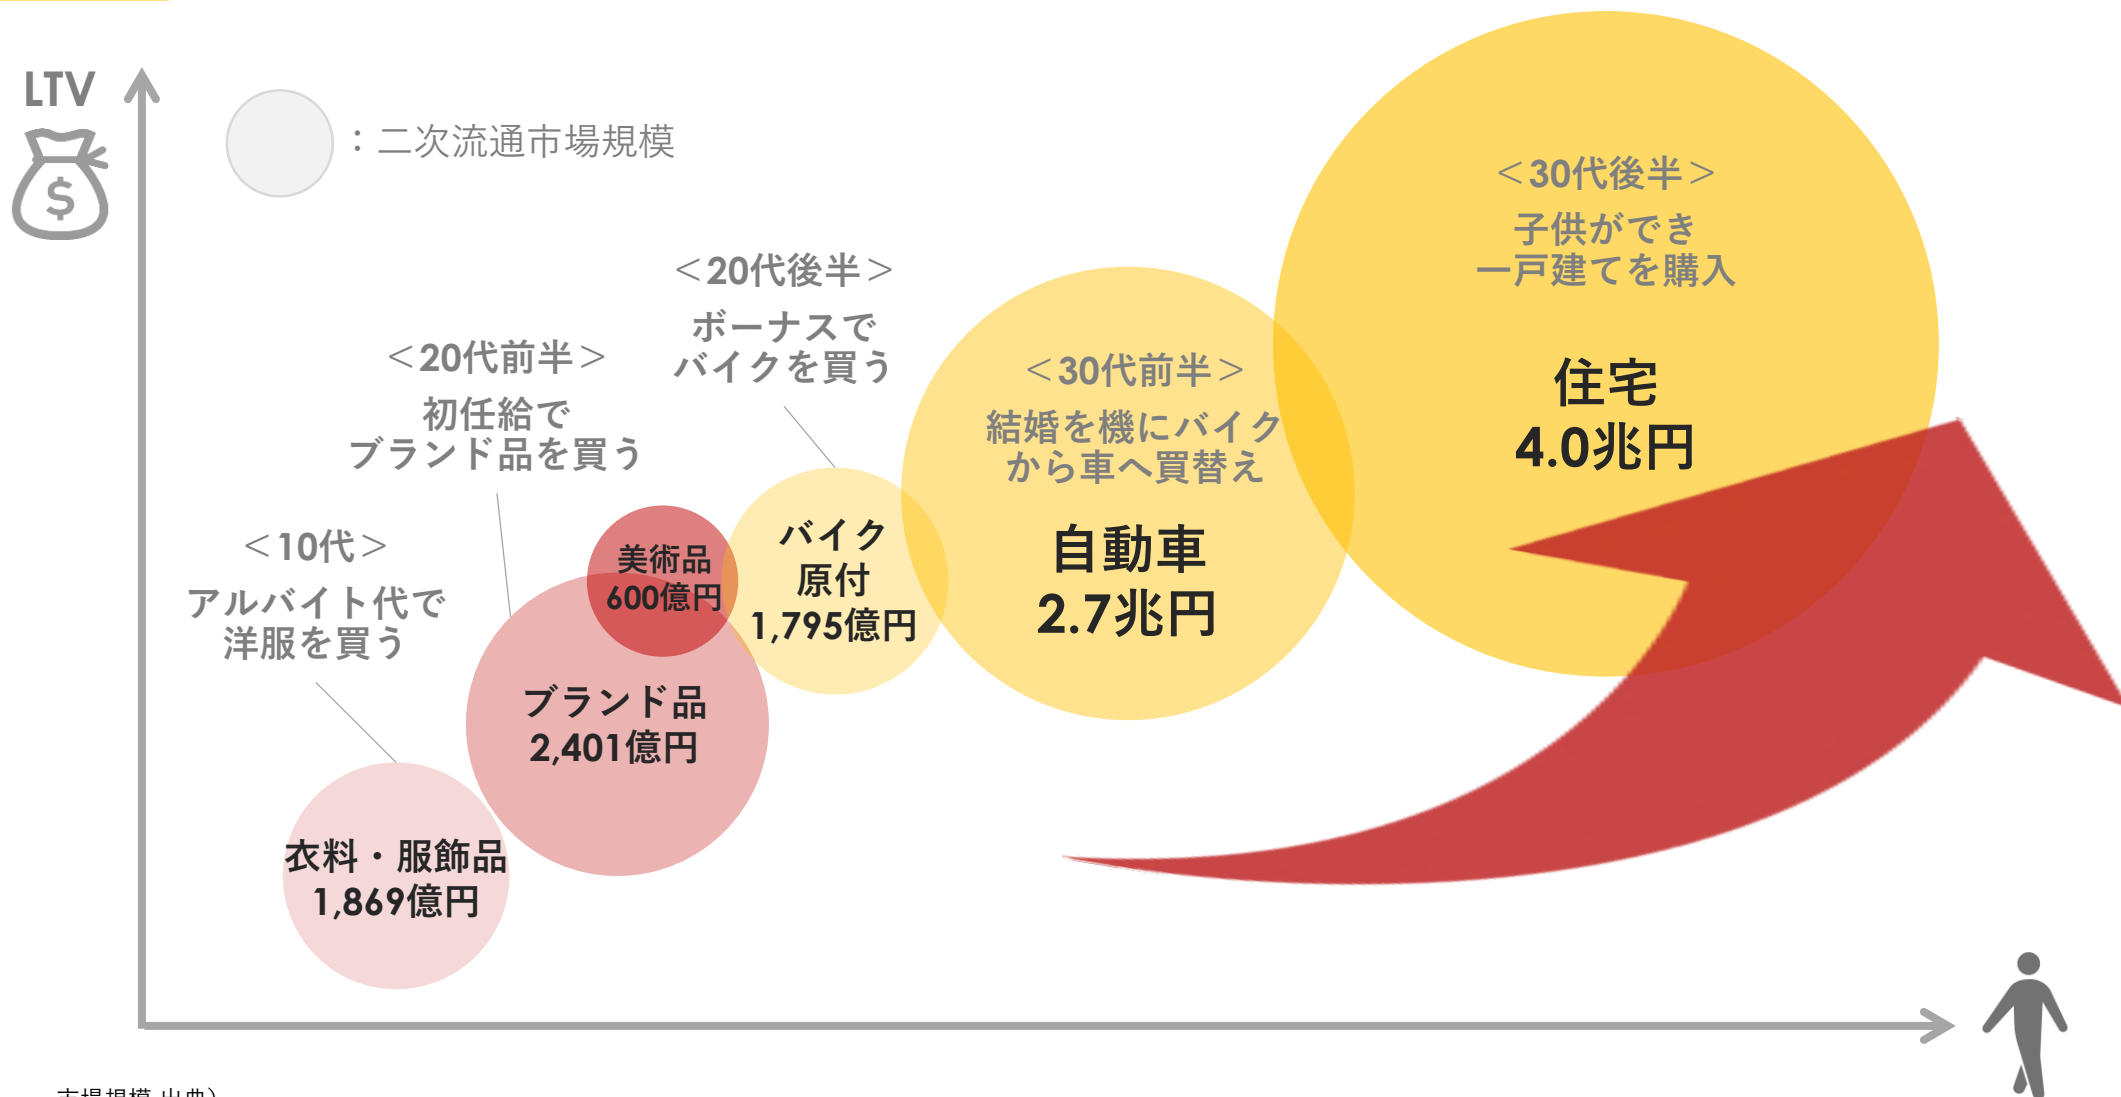 LTV
$
：二次流通市場規模
＜10代＞
アルバイト代で
洋服を買う
衣料・服飾品
1,869億円
＜20代前半＞
初任給で
ブランド品を買う
ブランド品
2,401億円
美術品
600億円
＜20代後半＞
ボーナスで
バイクを買う
バイク
原付
1,795億円
＜30代前半＞
結婚を機にバイク
から車へ買替え
自動車
2.7兆円
＜30代後半＞
子供ができ
一戸建てを購入
住宅
4.0兆円
市場規模 出典）